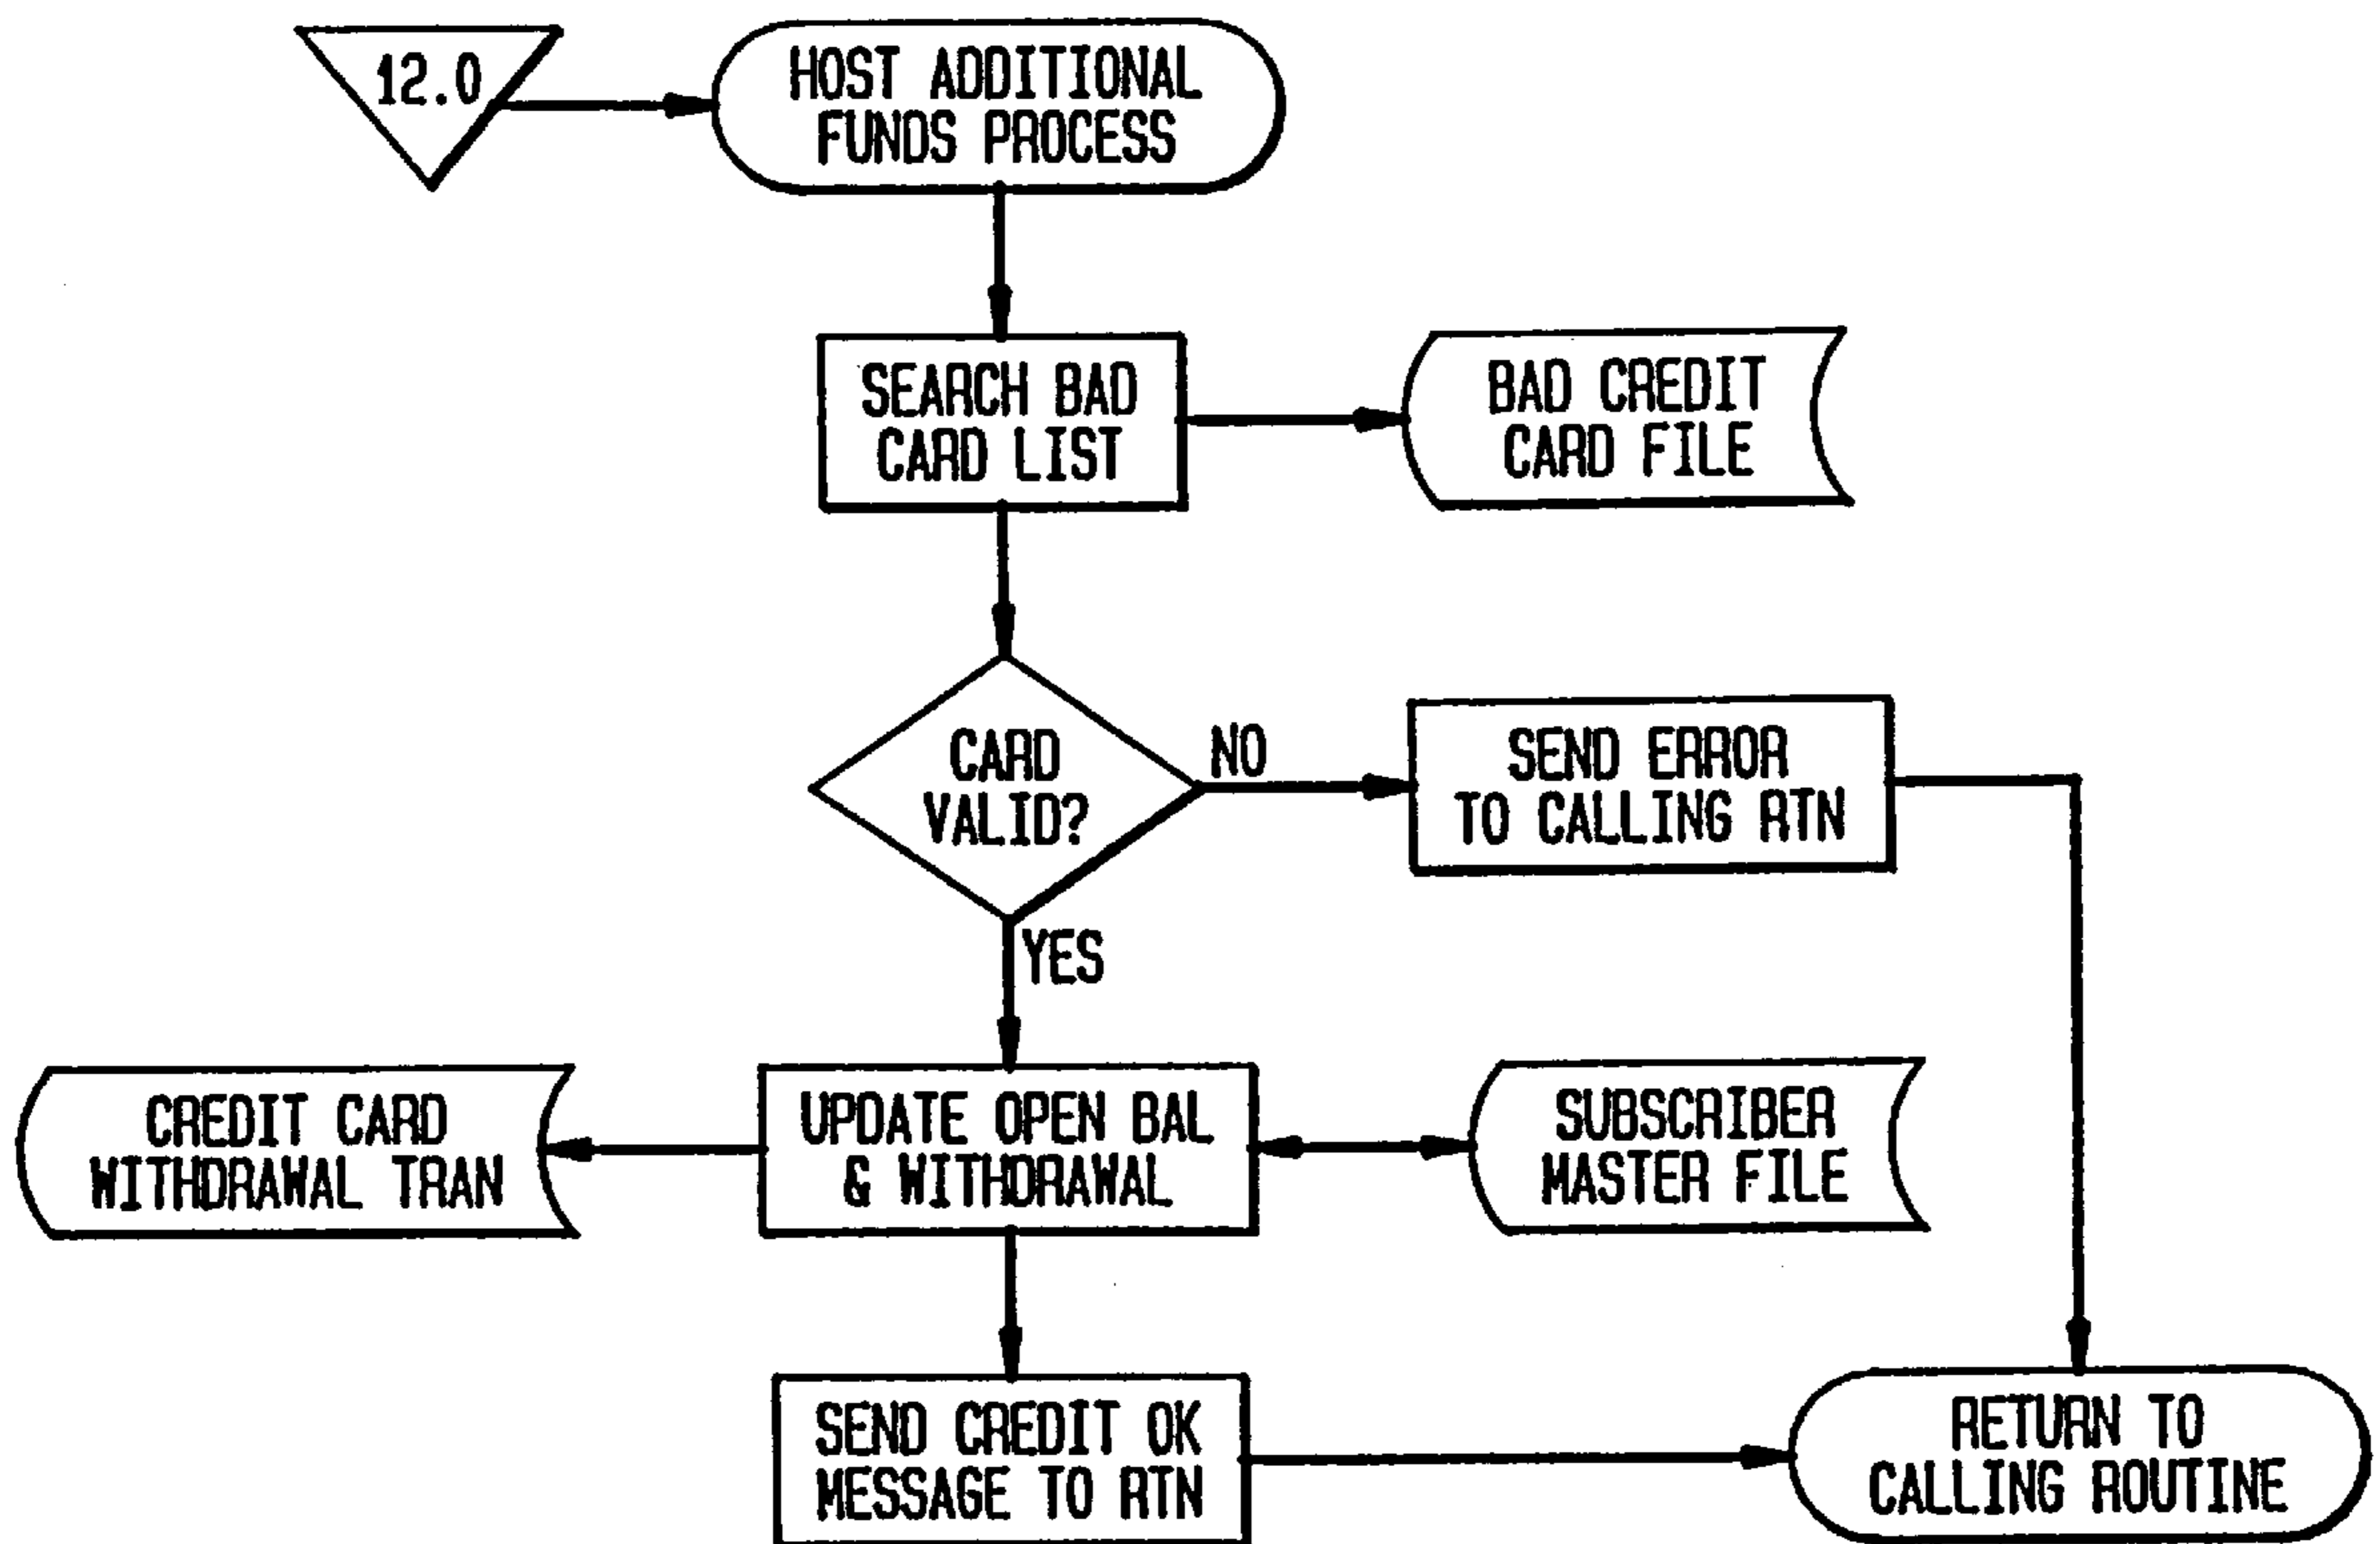 12.0
HOST ADDITIONAL
FUNDS PROCESS
SEARCH BAD
CARD LIST
BAD CREDIT
CARD FILE
CARD
VALID?
NO
SEND ERROR
TO CALLING RTN
YES
CREDIT CARD
WITHDRAWAL TRAN
UPDATE OPEN BAL
& WITHDRAWAL
SUBSCRIBER
MASTER FILE
SEND CREDIT OK
MESSAGE TO RTN
RETURN TO
CALLING ROUTINE